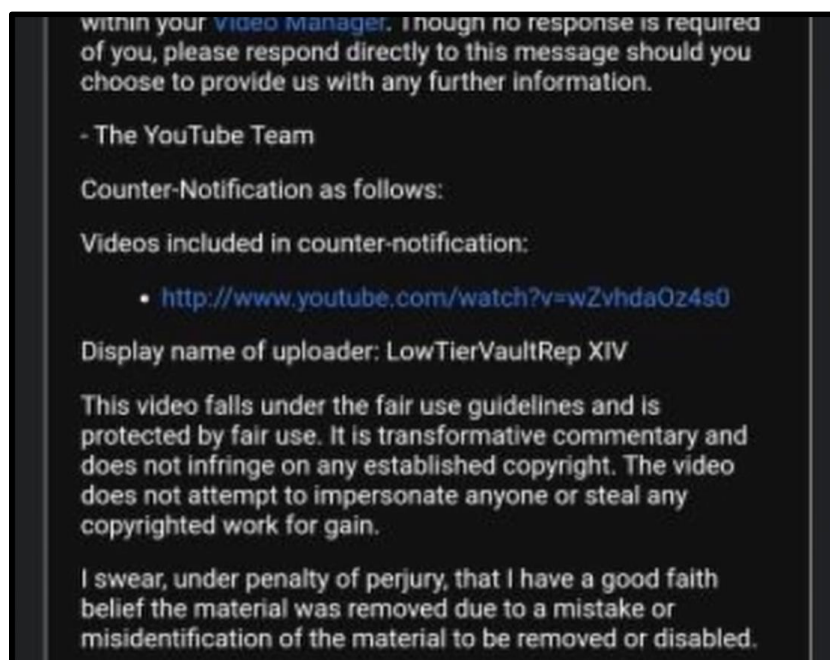 within your Video Manager. Though no response is required
of you, please respond directly to this message should you
choose to provide us with any further information.
- The YouTube Team
Counter-Notification as follows:
Videos included in counter-notification:
• http://www.youtube.com/watch?v=wZvhdaOz4s0
Display name of uploader: LowTierVaultRep XIV
This video falls under the fair use guidelines and is
protected by fair use. It is transformative commentary and
does not infringe on any established copyright. The video
does not attempt to impersonate anyone or steal any
copyrighted work for gain.
I swear, under penalty of perjury, that I have a good faith
belief the material was removed due to a mistake or
misidentification of the material to be removed or disabled.